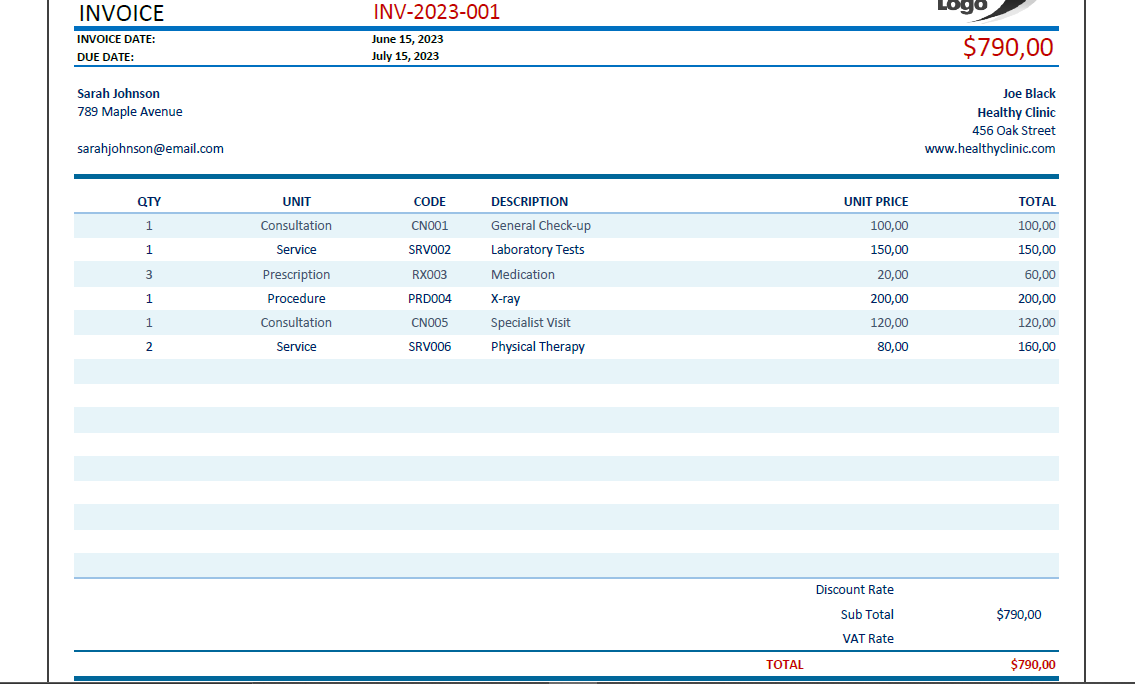 Logo
INVOICE INV-2023-001
INVOICE DATE: June 15, 2023
DUE DATE: July 15, 2023
$790,00
Sarah Johnson
789 Maple Avenue
sarahjohnson@email.com
Joe Black
Healthy Clinic
456 Oak Street
www.healthyclinic.com
QTY UNIT CODE DESCRIPTION UNIT PRICE TOTAL
1 Consultation CN001 General Check-up 100,00 100,00
1 Service SRV002 Laboratory Tests 150,00 150,00
3 Prescription RX003 Medication 20,00 60,00
1 Procedure PRD004 X-ray 200,00 200,00
1 Consultation CN005 Specialist Visit 120,00 120,00
2 Service SRV006 Physical Therapy 80,00 160,00
Discount Rate
Sub Total $790,00
VAT Rate
TOTAL $790,00